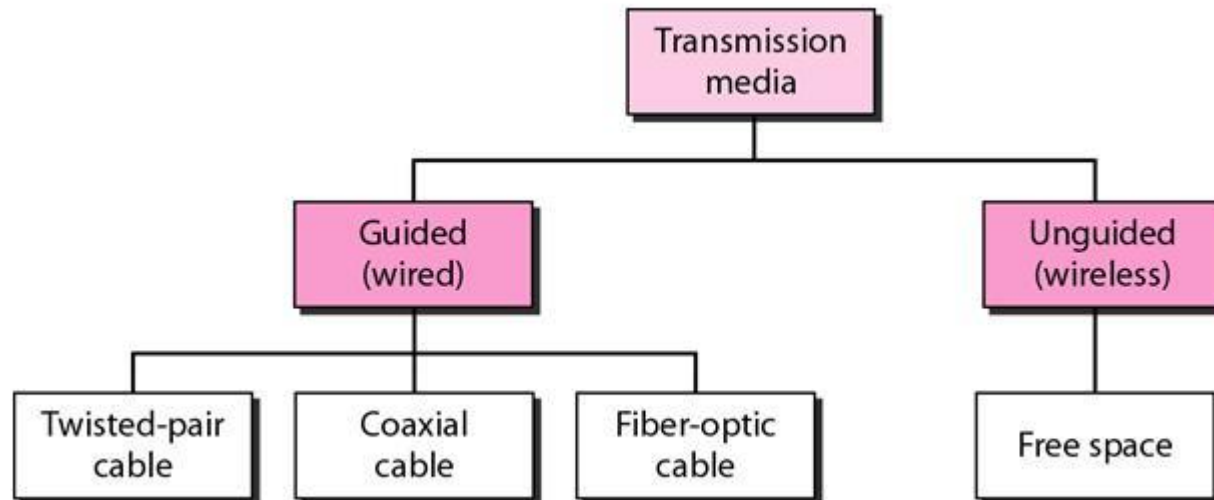 Transmission
media
Guided
(wired)
Unguided
(wireless)
Twisted-pair
cable
Coaxial
cable
Fiber-optic
cable
Free space